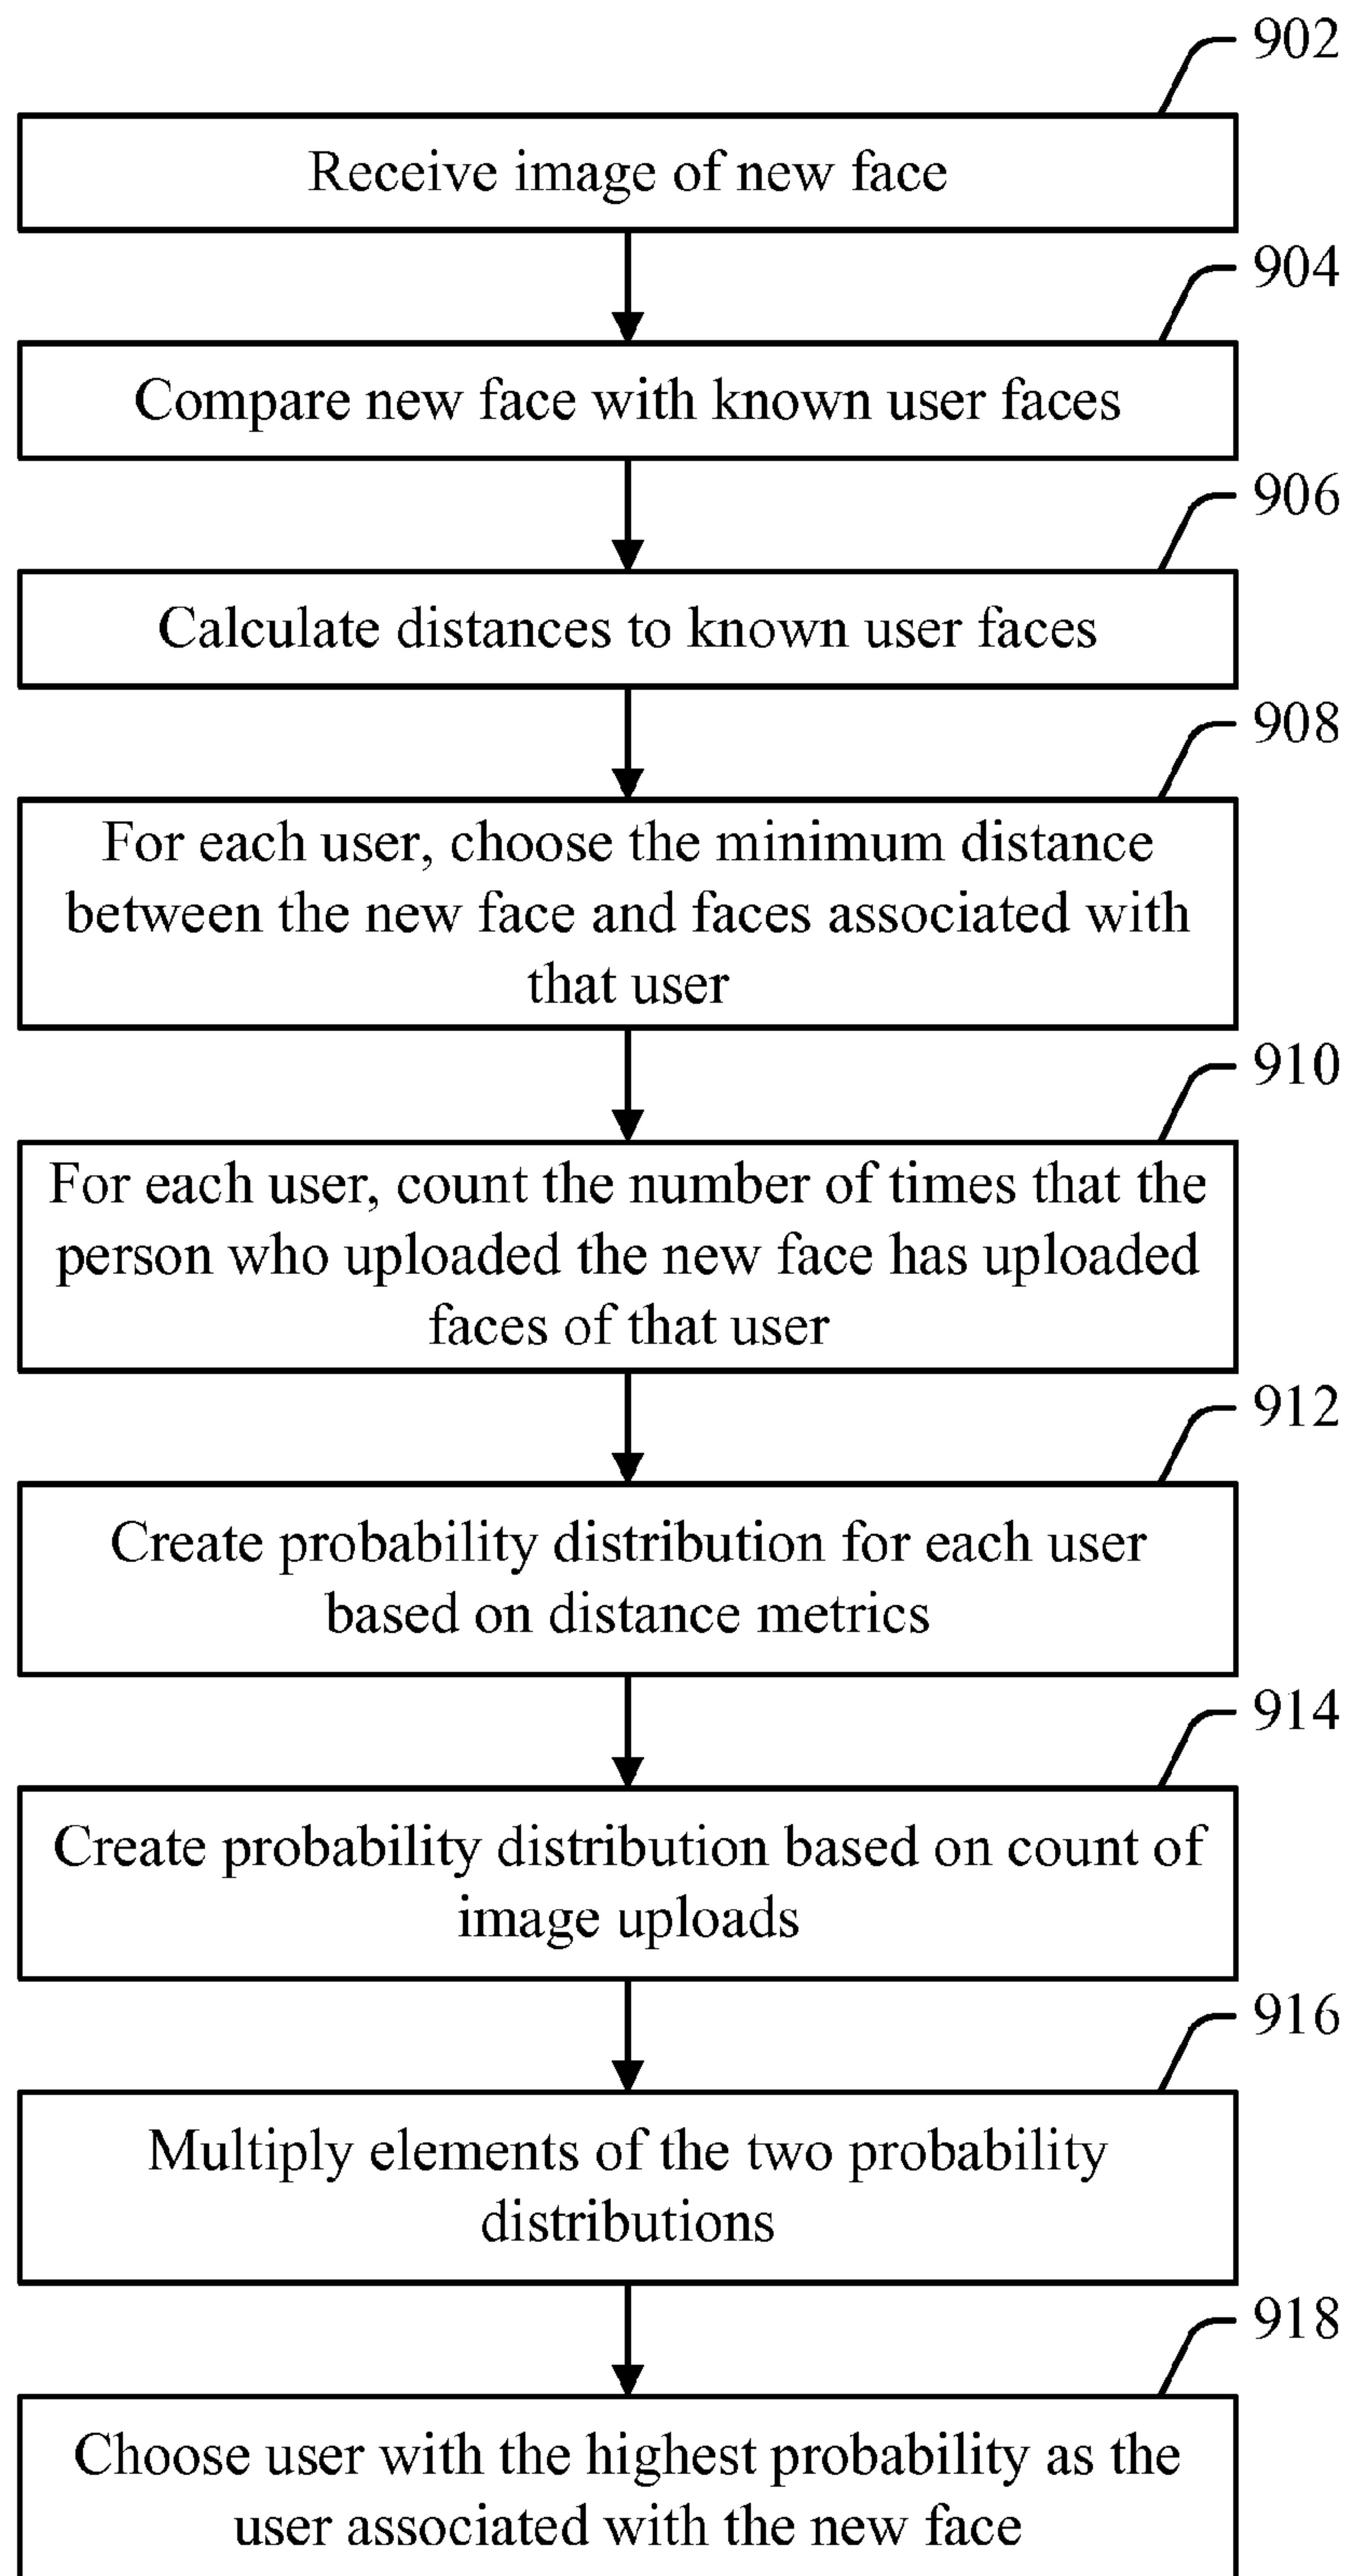 902
Receive image of new face
904
Compare new face with known user faces
906
Calculate distances to known user faces
908
For each user, choose the minimum distance
between the new face and faces associated with
that user
910
For each user, count the number of times that the
person who uploaded the new face has uploaded
faces of that user
912
Create probability distribution for each user
based on distance metrics
914
Create probability distribution based on count of
image uploads
916
Multiply elements of the two probability
distributions
918
Choose user with the highest probability as the
user associated with the new face